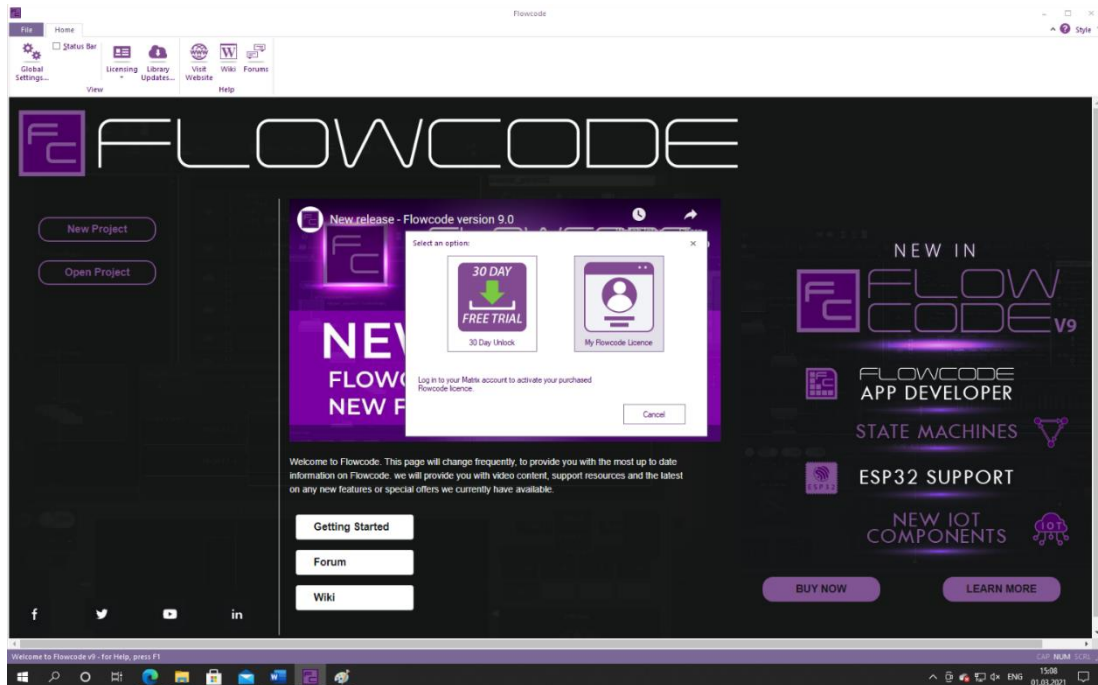 Flowcode
File Home
Style
Global Settings...
Status Bar
Licensing
Library Updates...
Visit Website
Wiki
Forums
View
Help
FC FLOWCODE
New Project
Open Project
New release - Flowcode version 9.0
NEW
FLOWC
NEW F
Select an option:
30 DAY
FREE TRIAL
30 Day Unlock
My Flowcode Licence
Log in to your Matrix account to activate your purchased
Flowcode licence.
Cancel
Welcome to Flowcode. This page will change frequently, to provide you with the most up to date
information on Flowcode. we will provide you with video content, support resources and the latest
on any new features or special offers we currently have available.
Getting Started
Forum
Wiki
NEW IN
FC FLOW
CODE V9
FLOWCODE
APP DEVELOPER
STATE MACHINES
ESP32
ESP32 SUPPORT
NEW IOT
COMPONENTS
IOT
BUY NOW
LEARN MORE
f
in
Welcome to Flowcode v9 - for Help, press F1
CAP NUM SCRL
ENG
15:08
01.03.2021